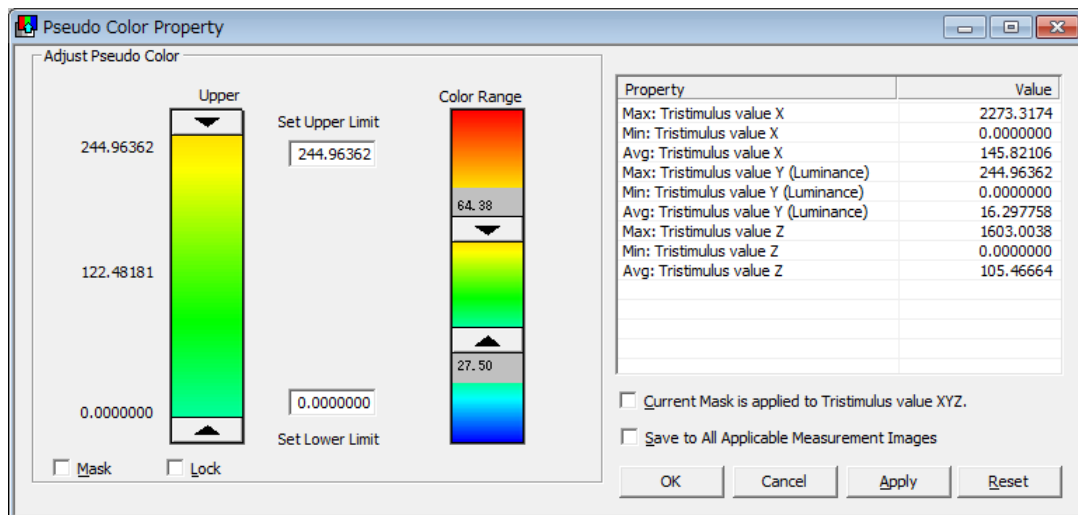 Pseudo Color Property
Adjust Pseudo Color
Upper
Color Range
Set Upper Limit
244.96362
244.96362
64.38
122.48181
27.50
0.0000000
0.0000000
Set Lower Limit
Mask
Lock
Property Value
Max: Tristimulus value X 2273.3174
Min: Tristimulus value X 0.0000000
Avg: Tristimulus value X 145.82106
Max: Tristimulus value Y (Luminance) 244.96362
Min: Tristimulus value Y (Luminance) 0.0000000
Avg: Tristimulus value Y (Luminance) 16.297758
Max: Tristimulus value Z 1603.0038
Min: Tristimulus value Z 0.0000000
Avg: Tristimulus value Z 105.46664
Current Mask is applied to Tristimulus value XYZ.
Save to All Applicable Measurement Images
OK Cancel Apply Reset